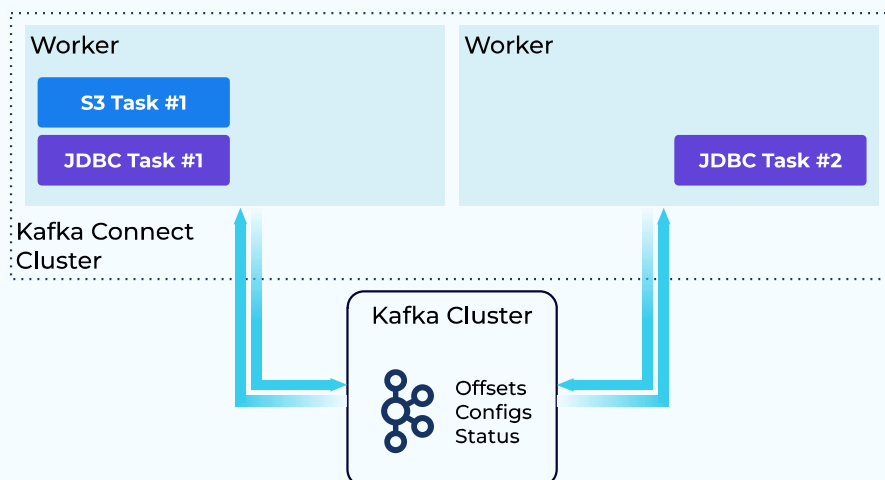 Worker
S3 Task #1
JDBC Task #1
Worker
JDBC Task #2
Kafka Connect
Cluster
Kafka Cluster
Offsets
Configs
Status